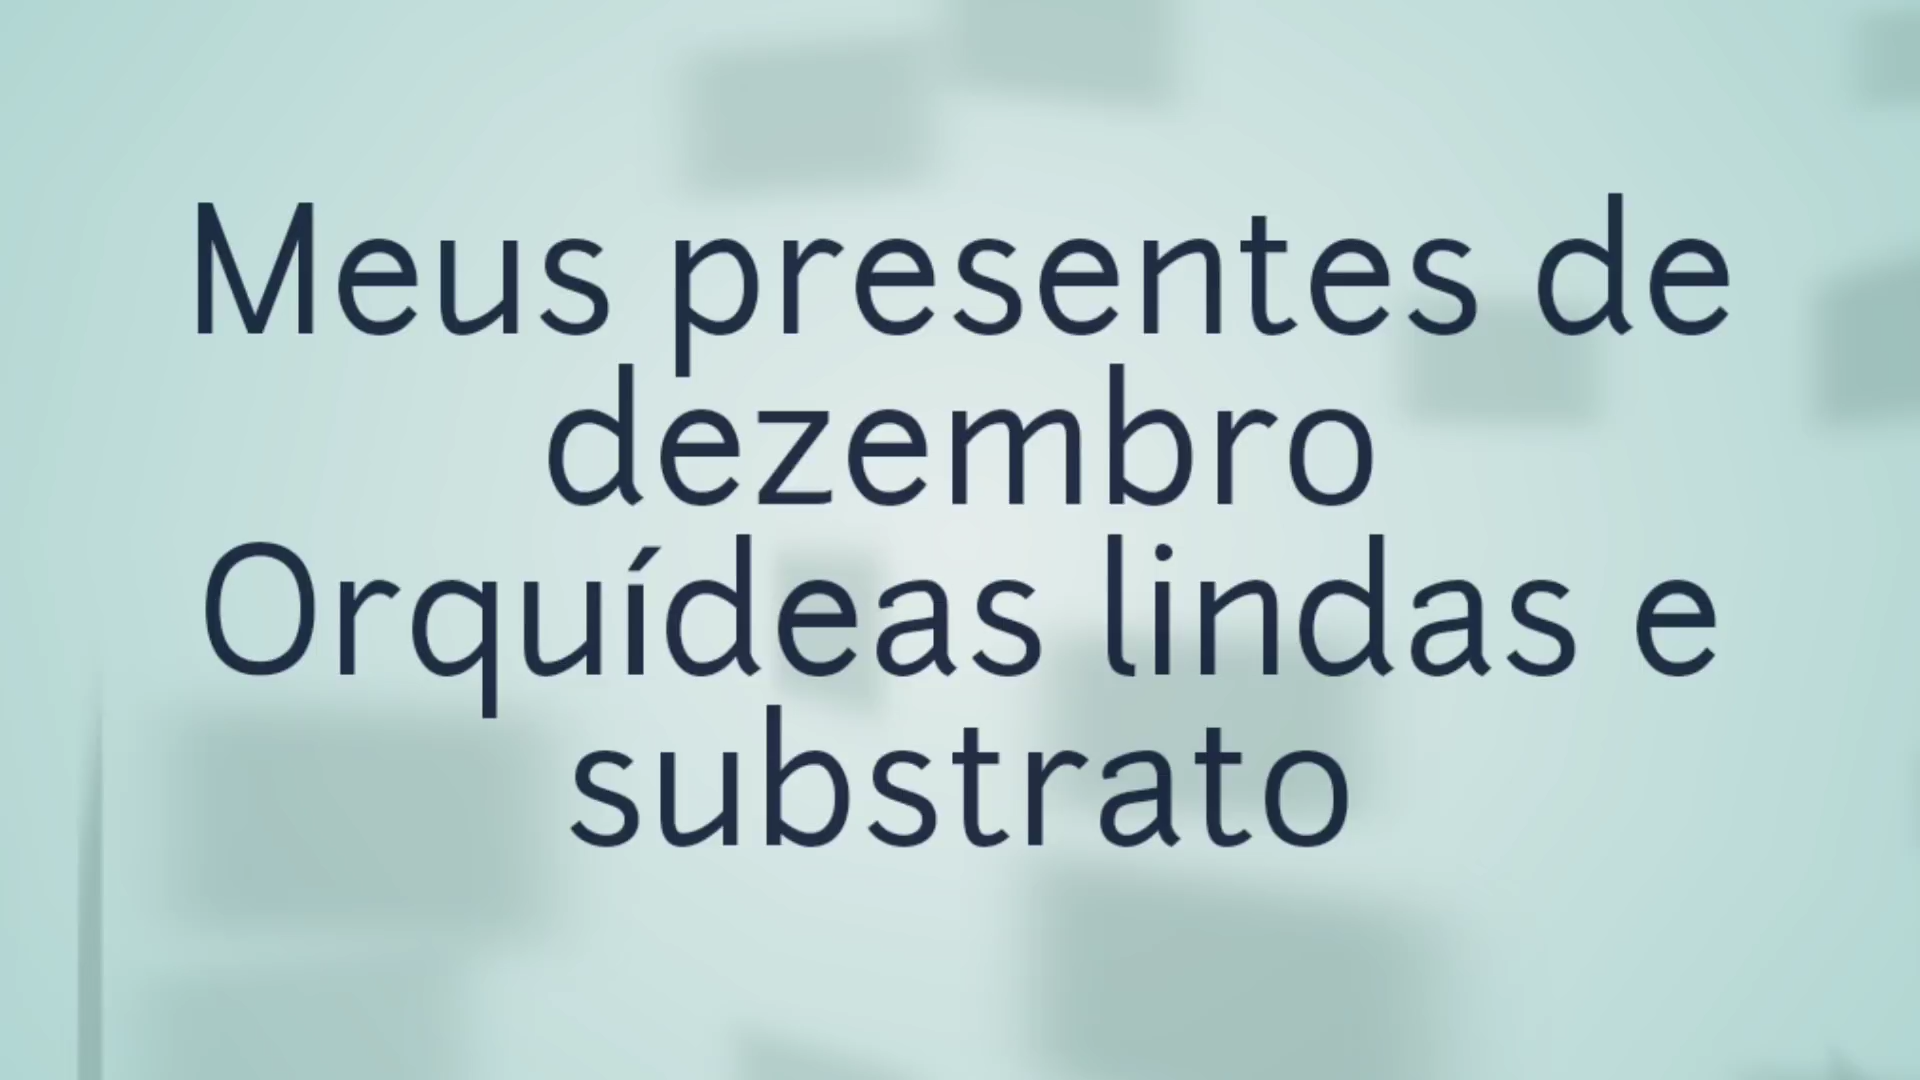 Meus presentes de
dezembro
Orquídeas lindas e
substrato